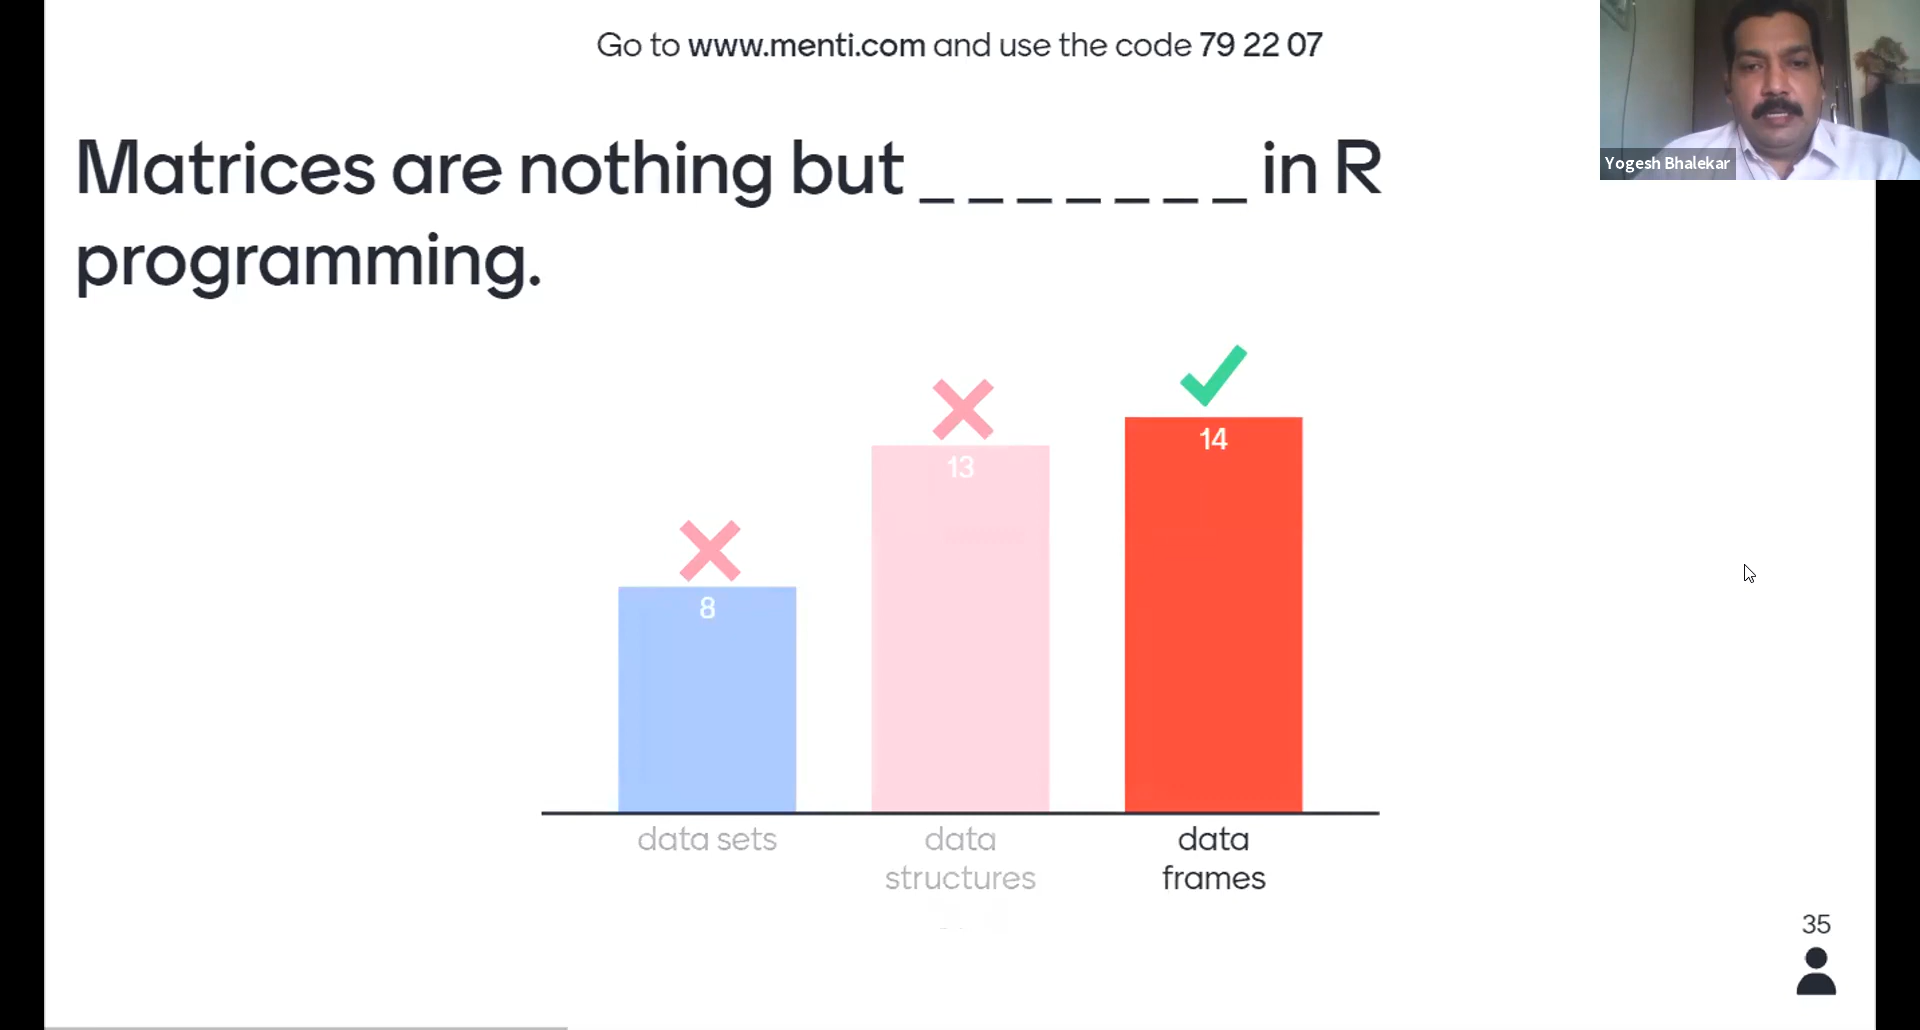 Go to www.menti.com and use the code 79 22 07
Yogesh Bhalekar
Matrices are nothing but _ _ _ _ _ _ _ in R
programming.
8
13
14
data sets
data
structures
data
frames
35